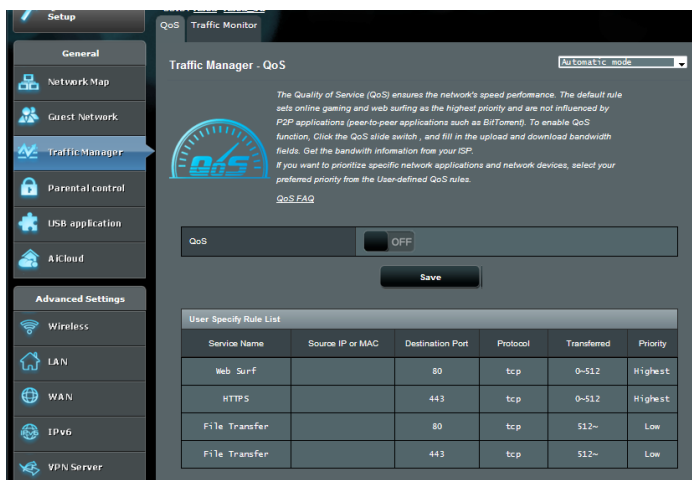 Setup
QoS
Traffic Monitor
General
Network Map
Guest Network
Traffic Manager
Parental control
USB application
AiCloud
Advanced Settings
Wireless
LAN
WAN
IPv6
VPN Server
Traffic Manager - QoS
Automatic mode
The Quality of Service (QoS) ensures the network's speed performance. The default rule
sets online gaming and web surfing as the highest priority and are not influenced by
P2P applications (peer-to-peer applications such as BitTorrent). To enable QoS
function, Click the QoS slide switch , and fill in the upload and download bandwidth
fields. Get the bandwith information from your ISP.
If you want to prioritize specific network applications and network devices, select your
preferred priority from the User-defined QoS rules.
QoS FAQ
QoS
QoS
OFF
Save
User Specify Rule List
Service Name Source IP or MAC Destination Port Protocol Transferred Priority
Web Surf 80 tcp 0~512 Highest
HTTPS 443 tcp 0~512 Highest
File Transfer 80 tcp 512~ Low
File Transfer 443 tcp 512~ Low